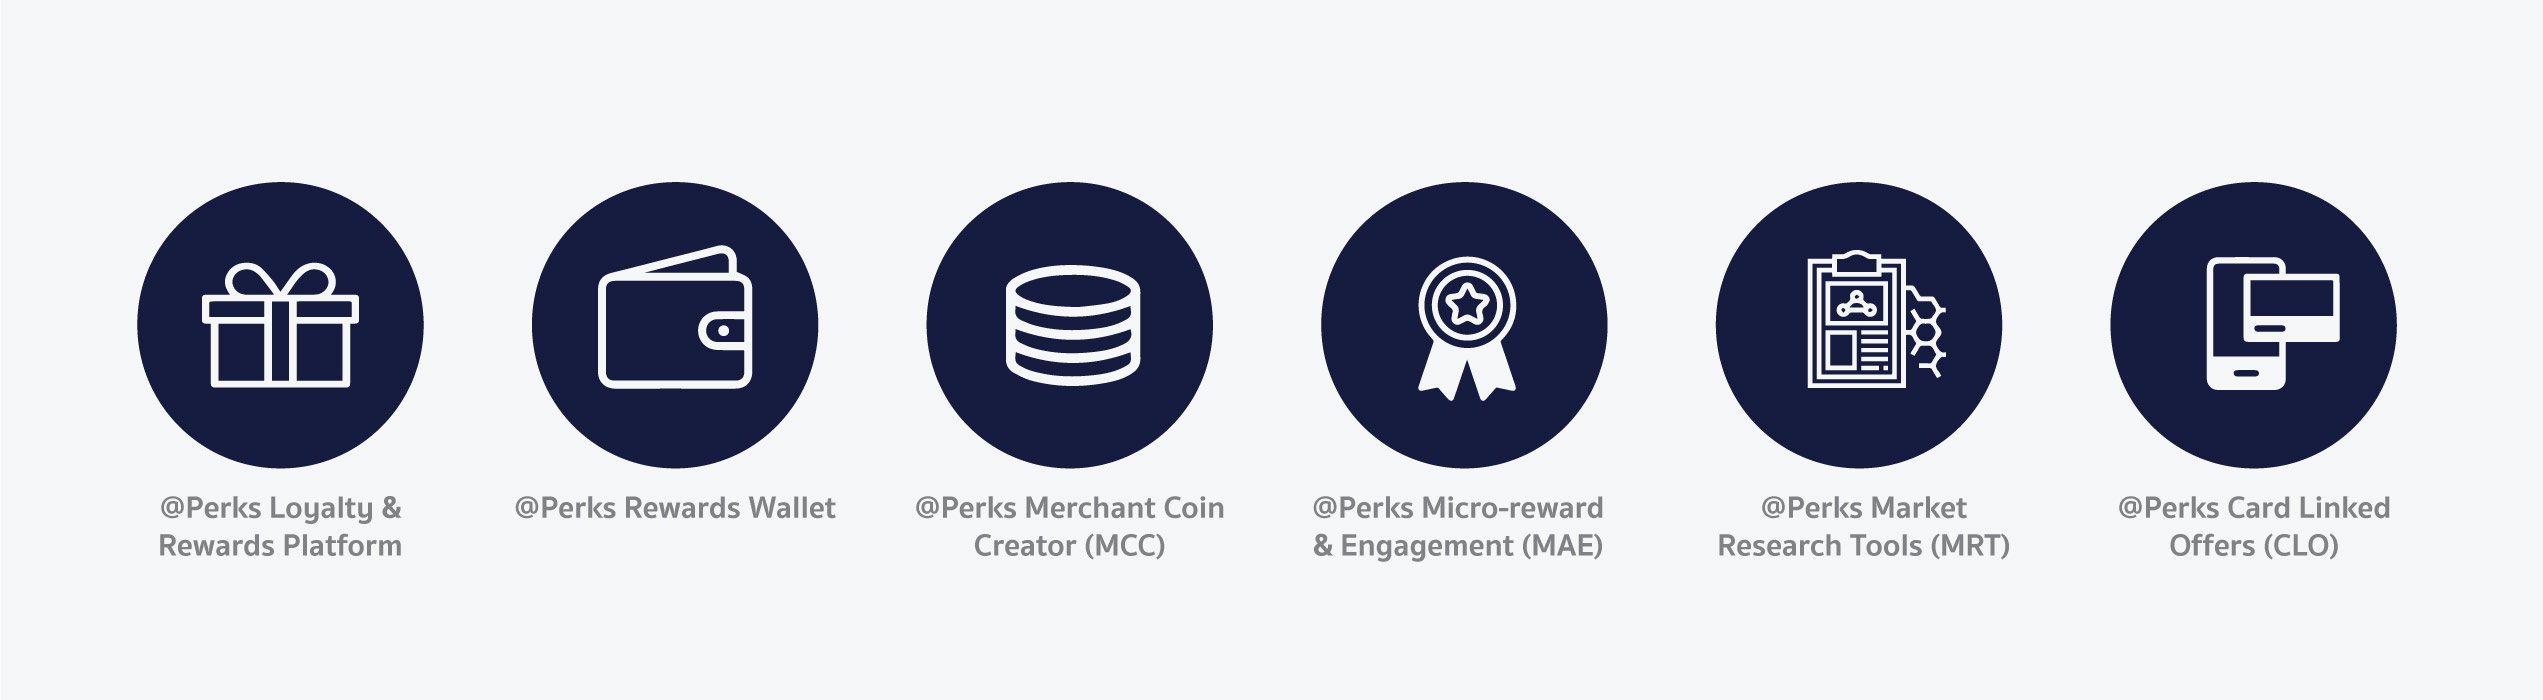 @Perks Loyalty &
Rewards Platform
@Perks Rewards Wallet
@Perks Merchant Coin
Creator (MCC)
@Perks Micro-reward
& Engagement (MAE)
@Perks Market
Research Tools (MRT)
@Perks Card Linked
Offers (CLO)